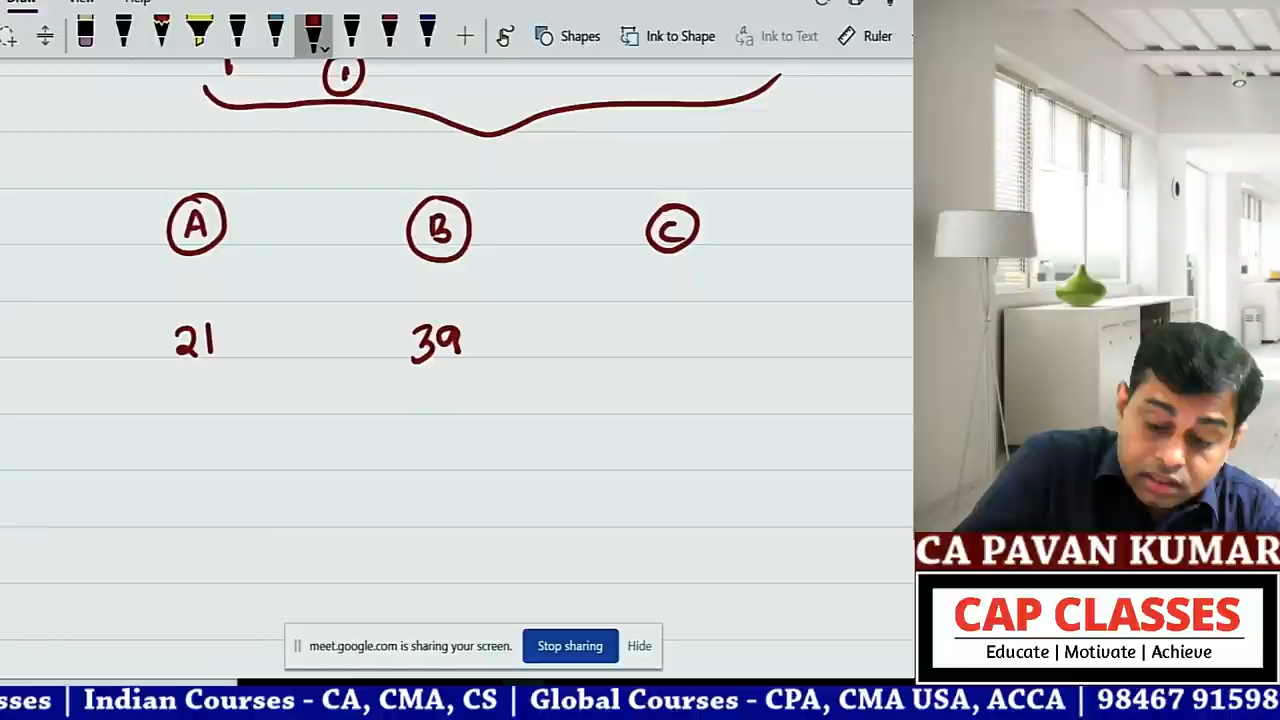 Shapes Ink to Shape Ink to Text Ruler
1
A B C
21 39
meet.google.com is sharing your screen. Stop sharing Hide
CA PAVAN KUMAR
CAP CLASSES
Educate | Motivate | Achieve
sses | Indian Courses - CA, CMA, CS | Global Courses - CPA, CMA USA, ACCA | 98467 91598